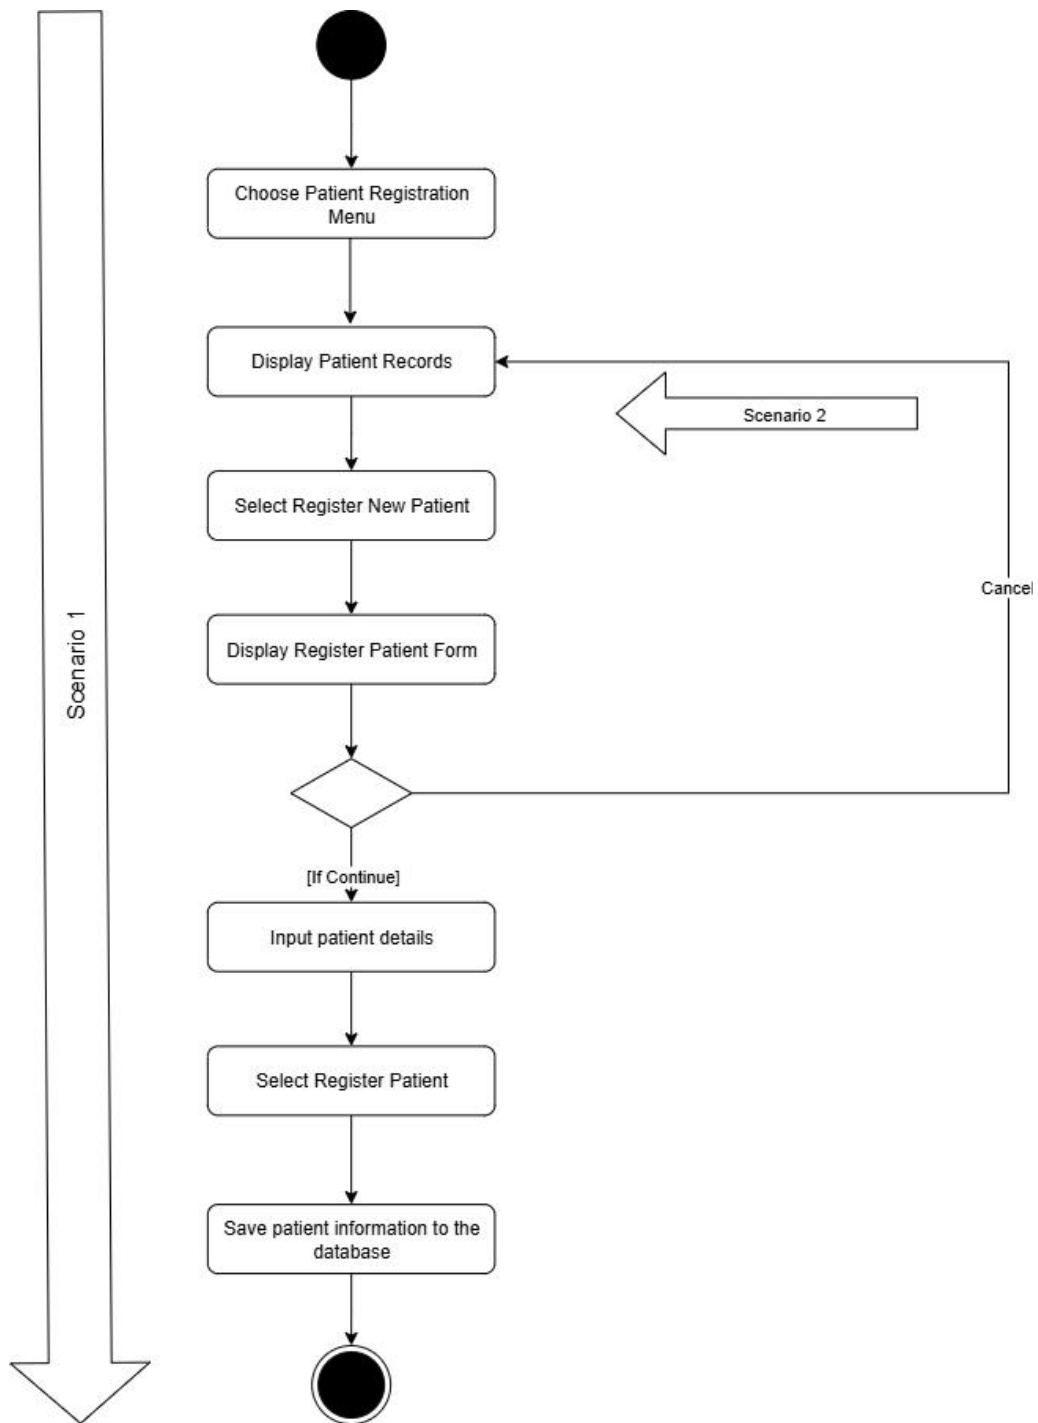 Choose Patient Registration
Menu
Display Patient Records
Scenario 2
Select Register New Patient
Cancel
Scenario 1
Display Register Patient Form
[If Continue]
Input patient details
Select Register Patient
Save patient information to the
database